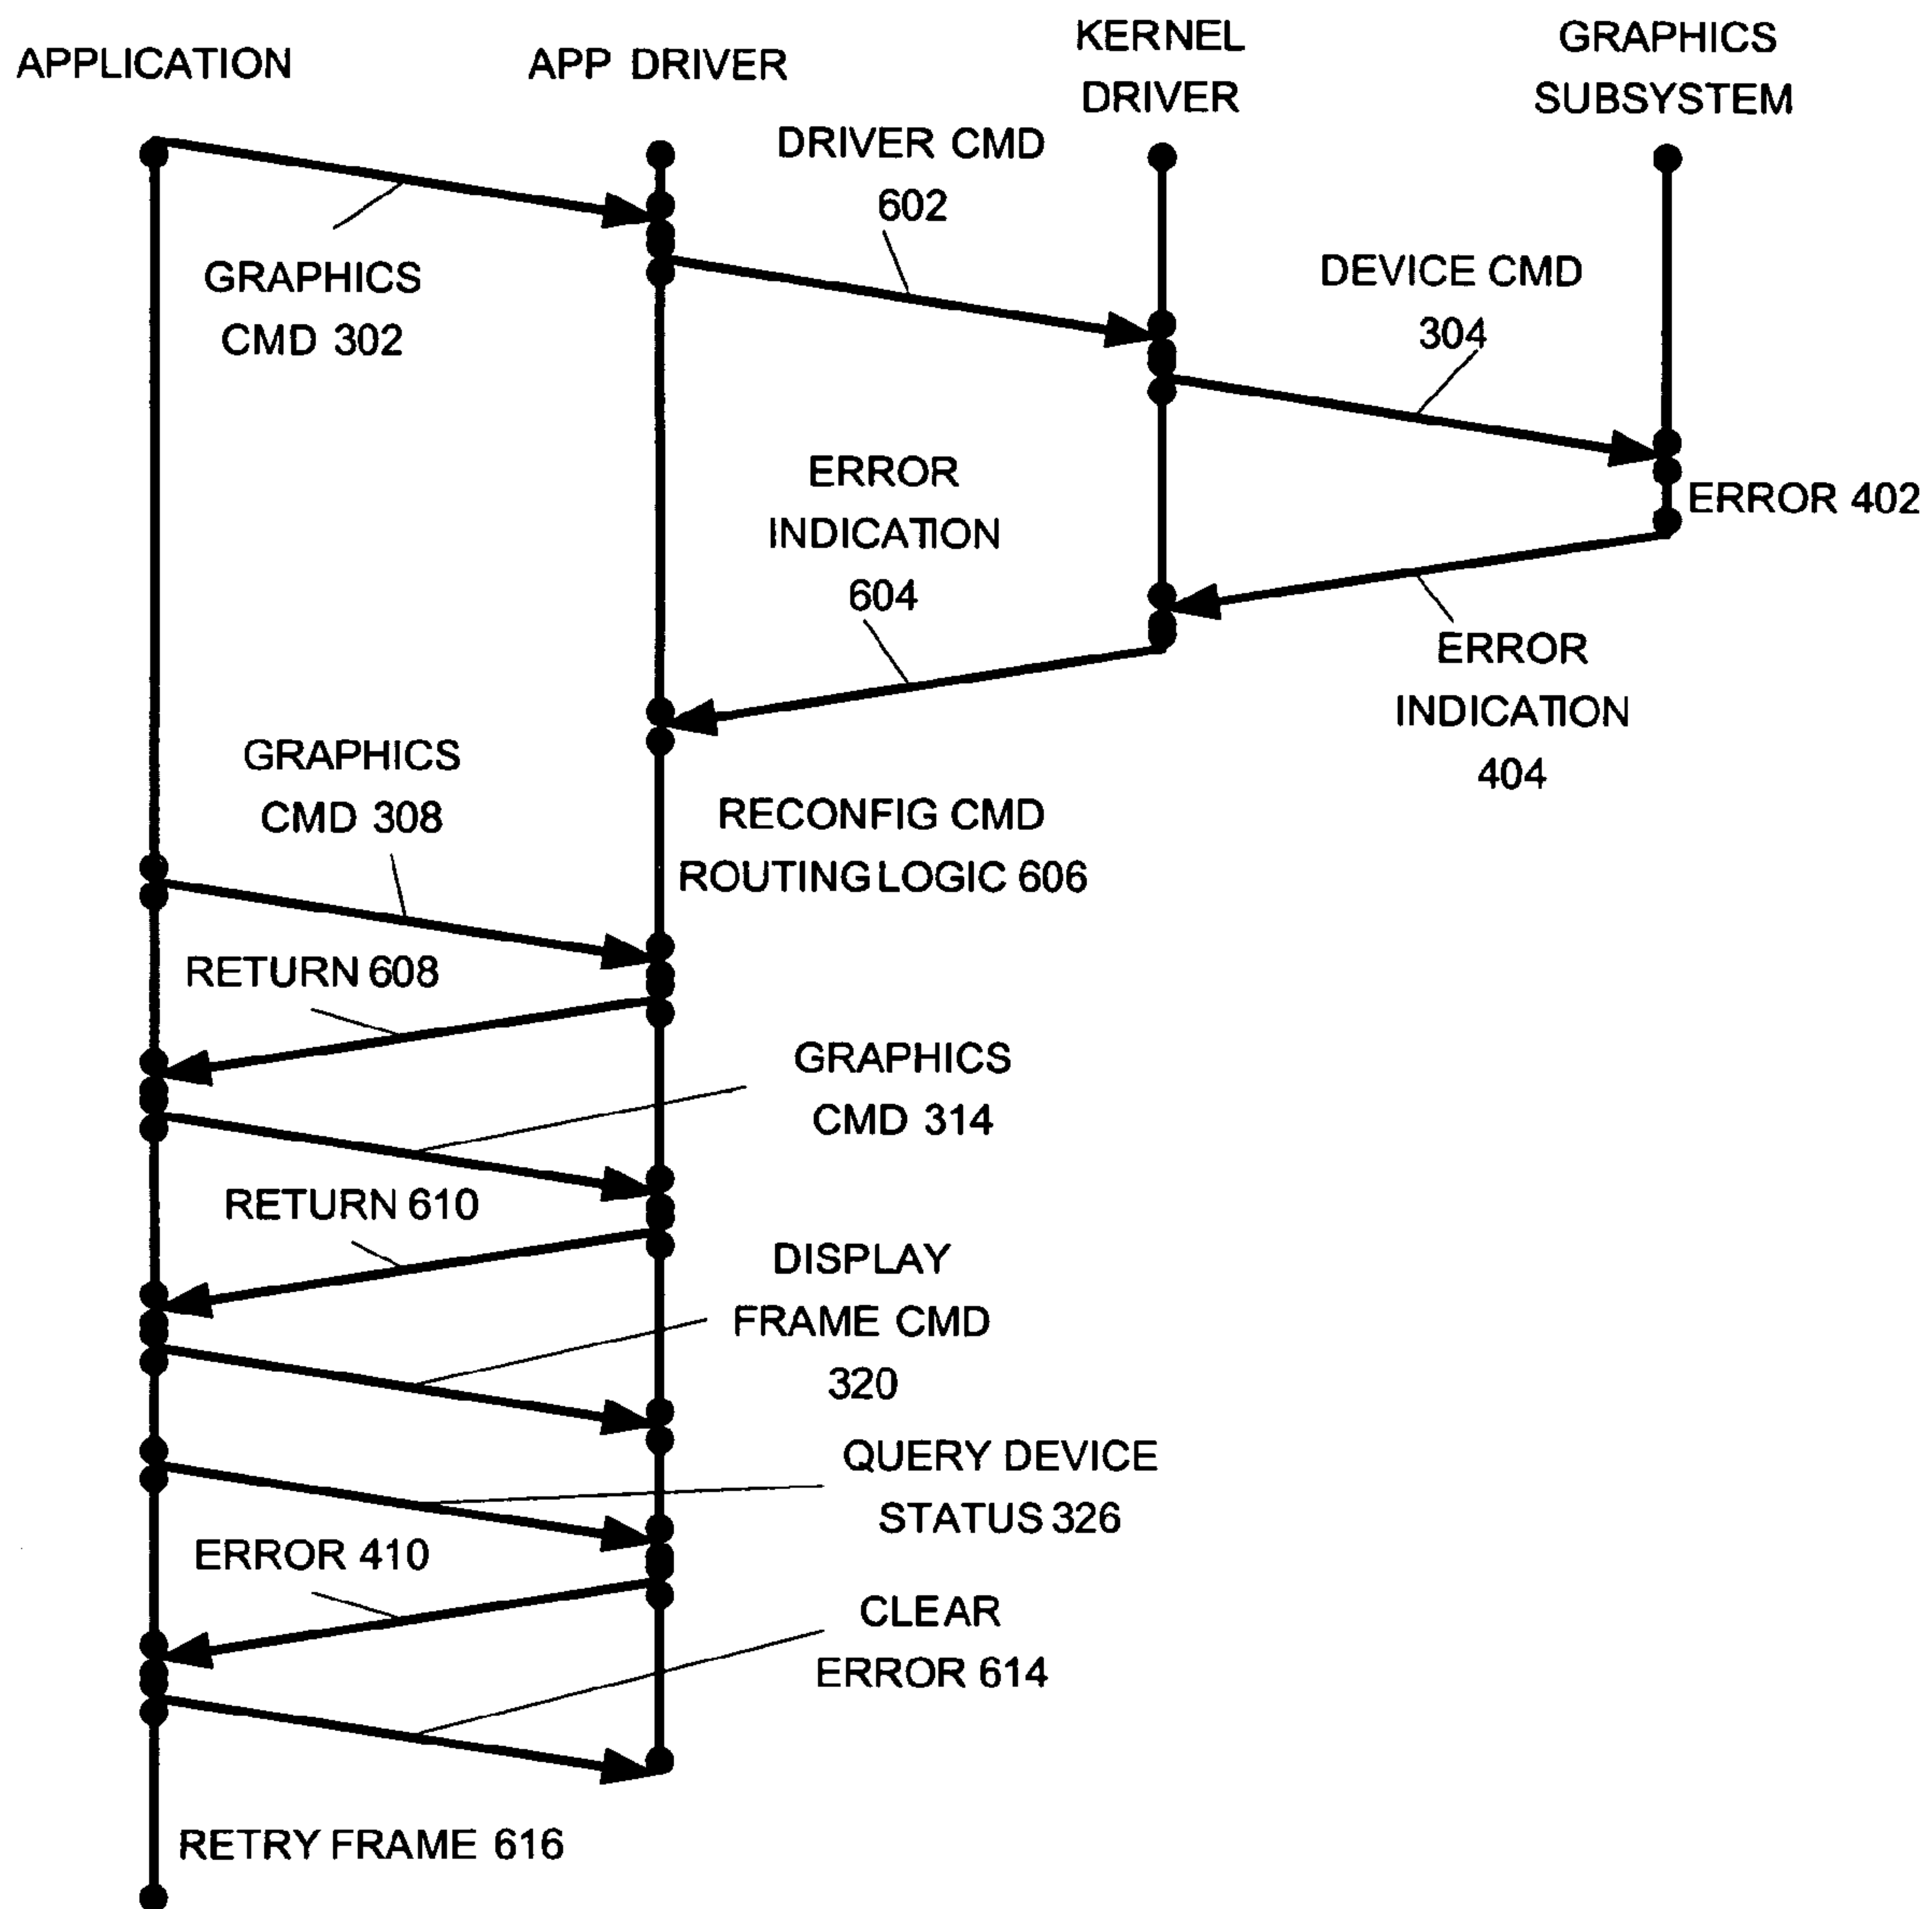 APPLICATION
APP DRIVER
KERNEL
DRIVER
GRAPHICS
SUBSYSTEM
DRIVER CMD
602
GRAPHICS
CMD 302
DEVICE CMD
304
ERROR
INDICATION
604
ERROR 402
ERROR
INDICATION
404
GRAPHICS
CMD 308
RECONFIG CMD
ROUTING LOGIC 606
RETURN 608
GRAPHICS
CMD 314
RETURN 610
DISPLAY
FRAME CMD
320
QUERY DEVICE
STATUS 326
ERROR 410
CLEAR
ERROR 614
RETRY FRAME 616